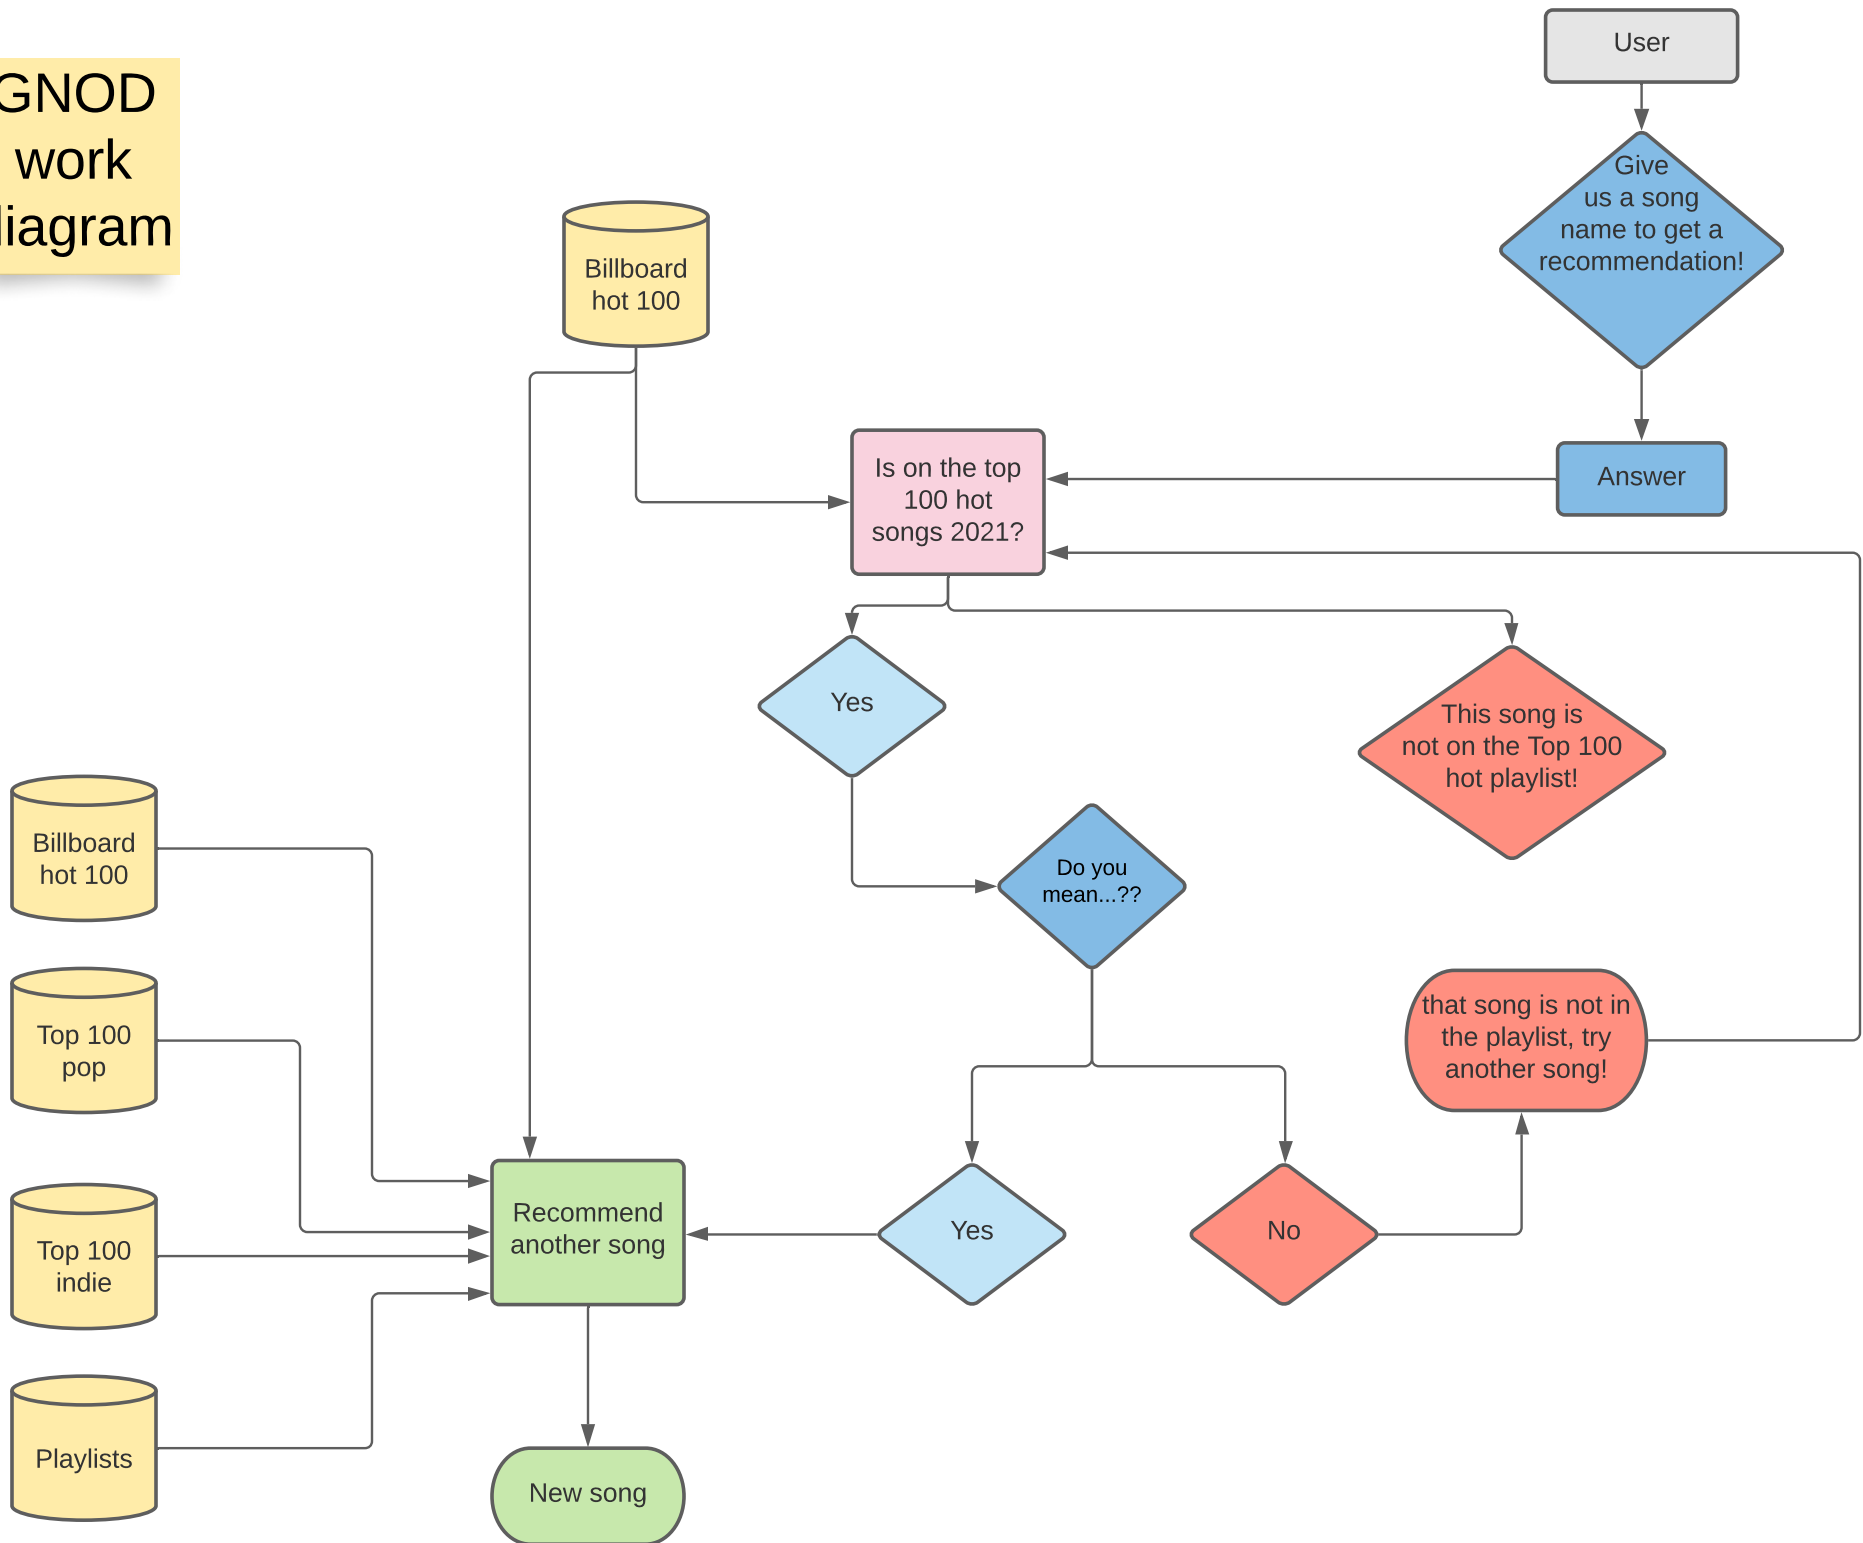 GNOD
work
diagram
User
Give
us a song
name to get a
recommendation!
Billboard
hot 100
Is on the top
100 hot
songs 2021?
Answer
Yes
This song is
not on the Top 100
hot playlist!
Billboard
hot 100
Do you
mean...??
Top 100
pop
that song is not in
the playlist, try
another song!
Recommend
another song
Yes
No
Top 100
indie
Playlists
New song